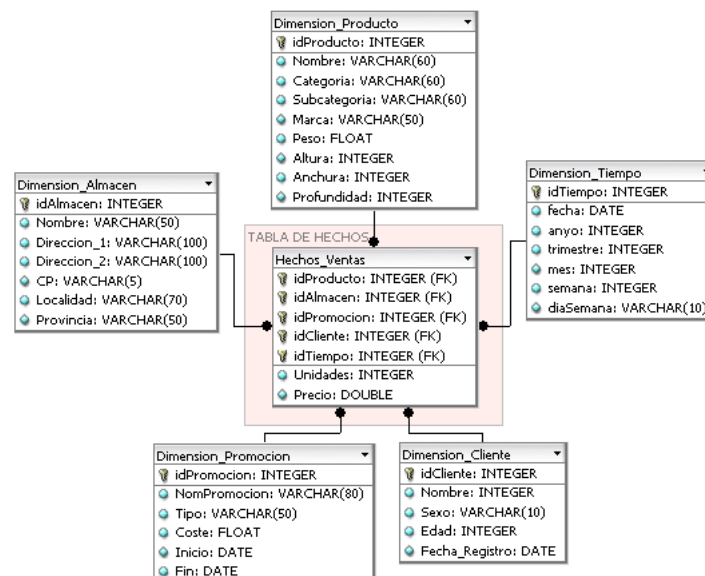 Dimension_Producto
idProducto: INTEGER
Nombre: VARCHAR(60)
Categoria: VARCHAR(60)
Subcategoria: VARCHAR(60)
Marca: VARCHAR(50)
Peso: FLOAT
Altura: INTEGER
Anchura: INTEGER
Profundidad: INTEGER
Dimension_Almacen
idAlmacen: INTEGER
Nombre: VARCHAR(50)
Direccion_1: VARCHAR(100)
Direccion_2: VARCHAR(100)
CP: VARCHAR(5)
Localidad: VARCHAR(70)
Provincia: VARCHAR(50)
Dimension_Tiempo
idTiempo: INTEGER
fecha: DATE
anyo: INTEGER
trimestre: INTEGER
mes: INTEGER
semana: INTEGER
diaSemana: VARCHAR(10)
TABLA DE HECHOS
Hechos_Ventas
idProducto: INTEGER (FK)
idAlmacen: INTEGER (FK)
idPromocion: INTEGER (FK)
idCliente: INTEGER (FK)
idTiempo: INTEGER (FK)
Unidades: INTEGER
Precio: DOUBLE
Dimension_Promocion
idPromocion: INTEGER
NomPromocion: VARCHAR(80)
Tipo: VARCHAR(50)
Coste: FLOAT
Inicio: DATE
Fin: DATE
Dimension_Cliente
idCliente: INTEGER
Nombre: INTEGER
Sexo: VARCHAR(10)
Edad: INTEGER
Fecha_Registro: DATE